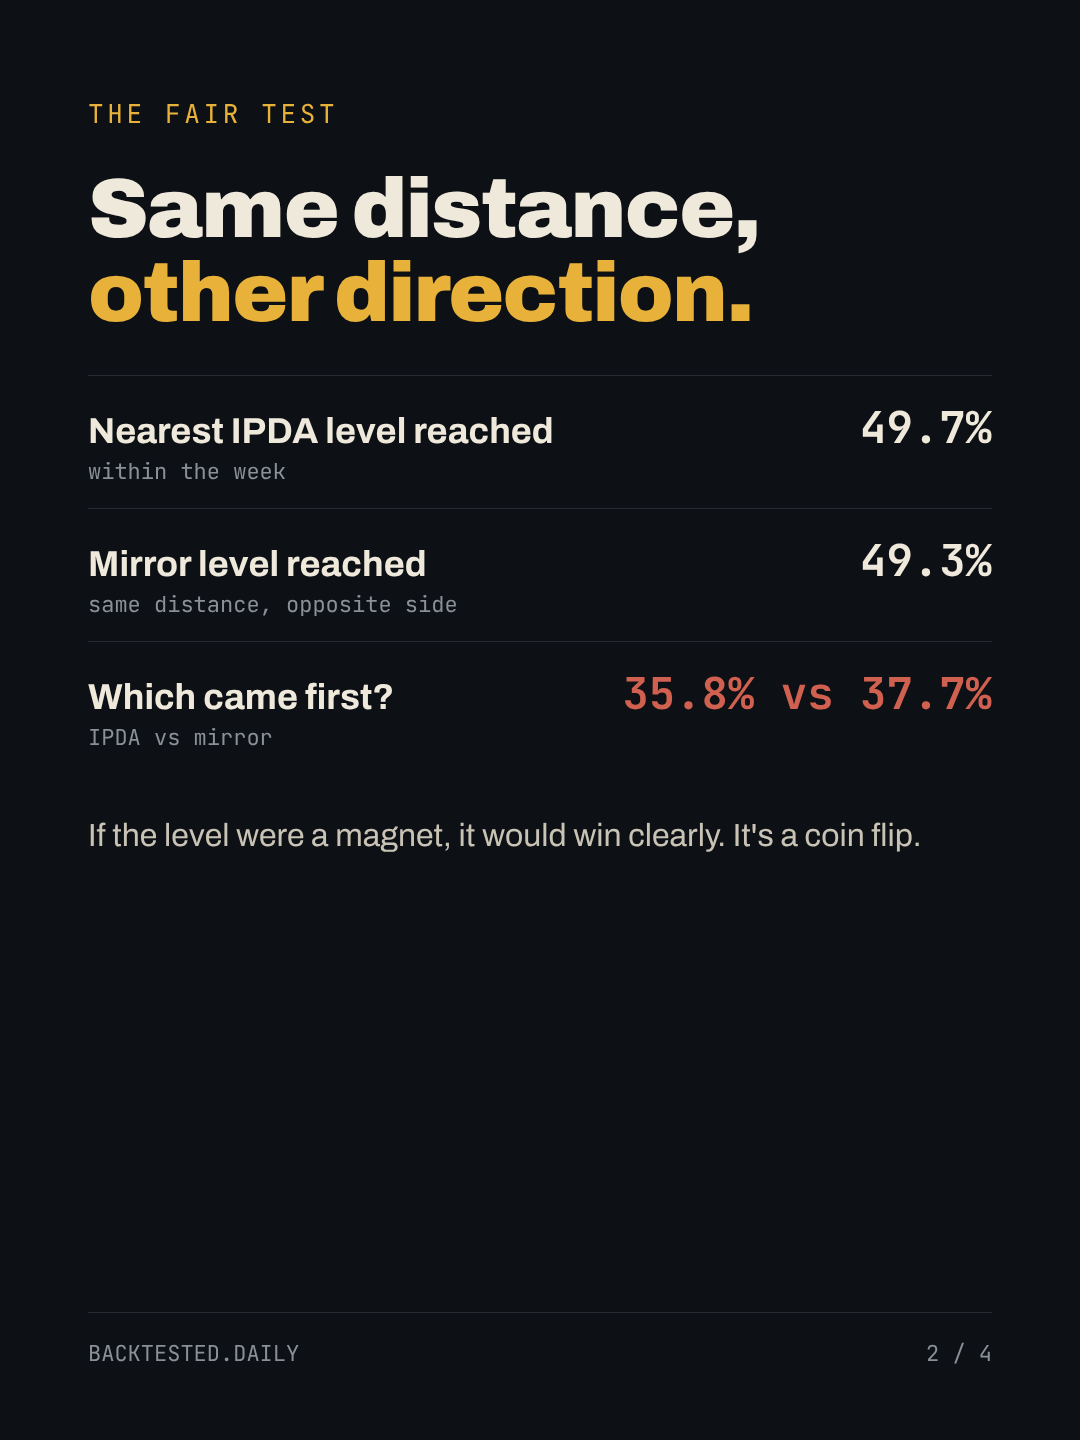 THE FAIR TEST
Same distance,
other direction.
Nearest IPDA level reached
49.7%
within the week
Mirror level reached
49.3%
same distance, opposite side
Which came first?
35.8% vs 37.7%
IPDA vs mirror
If the level were a magnet, it would win clearly. It's a coin flip.
BACKTESTED.DAILY
2 / 4